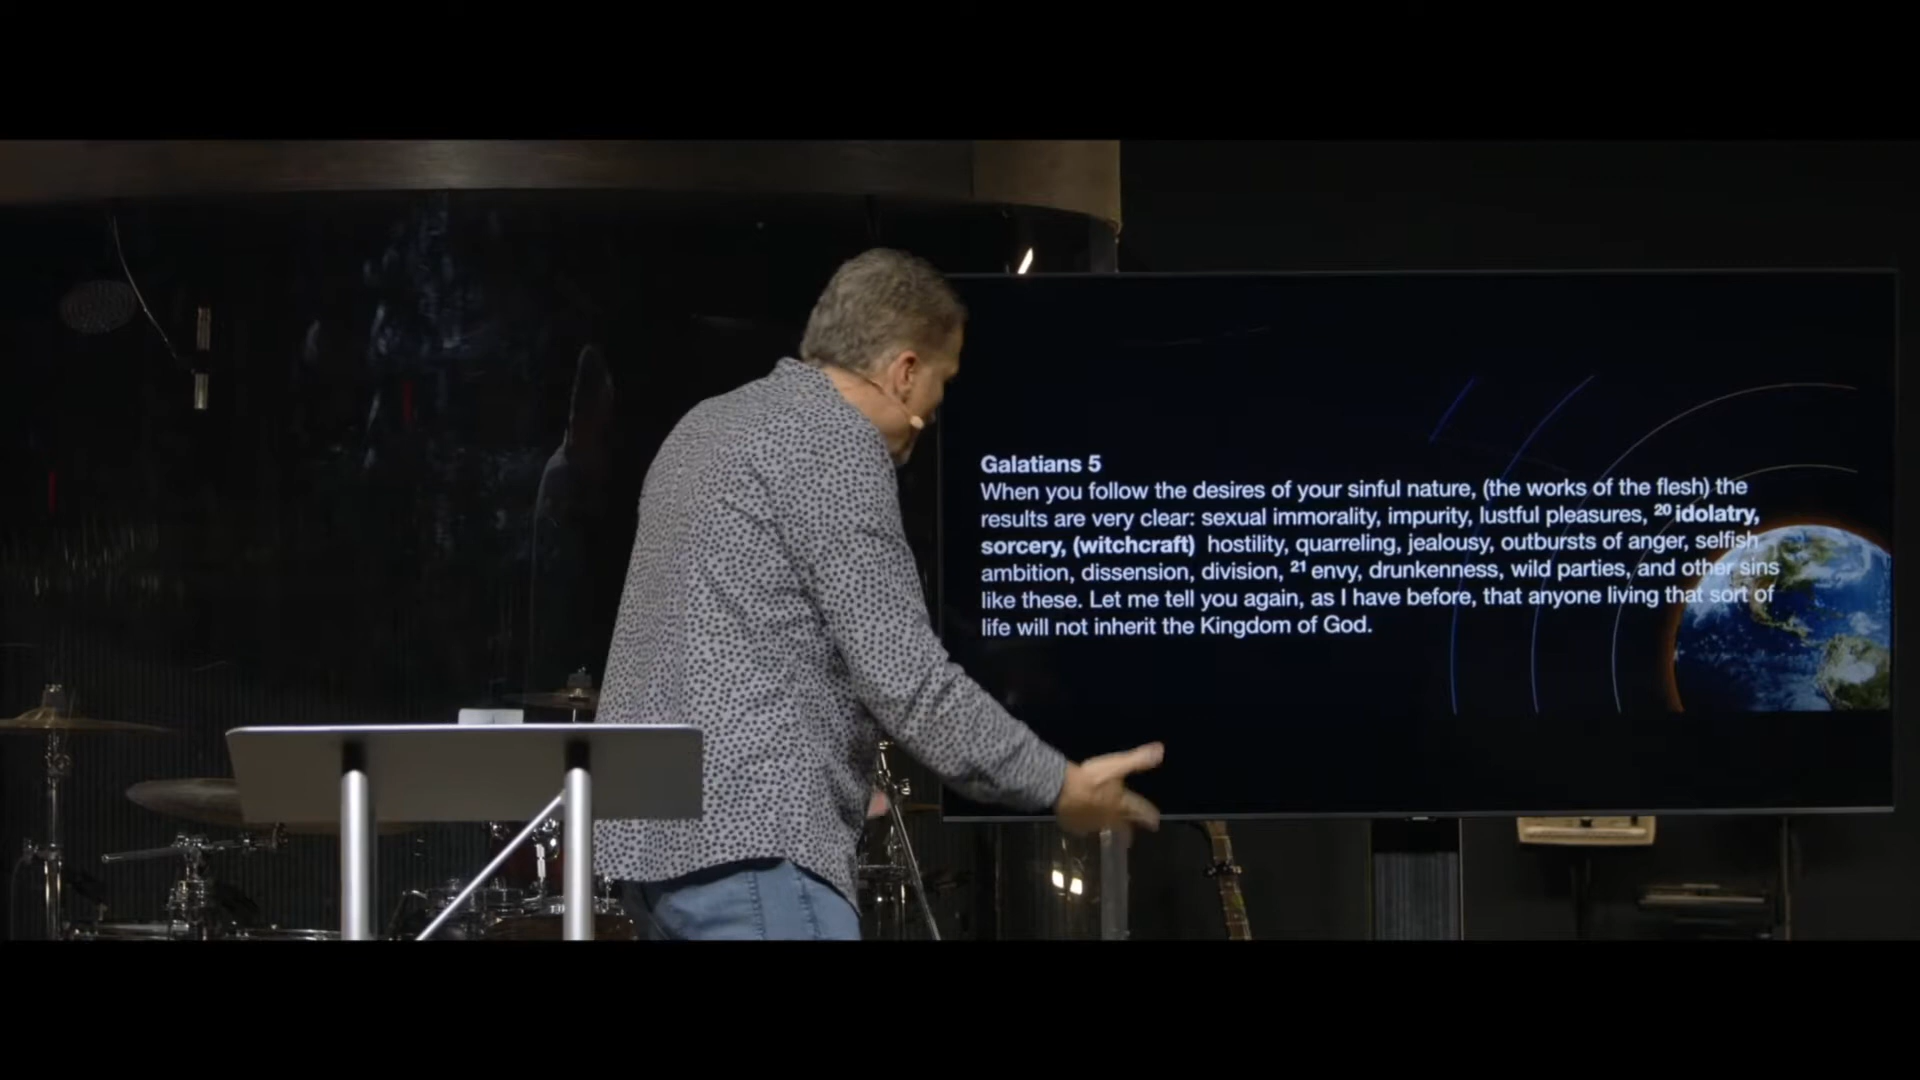 Galatians 5
When you follow the desires of your sinful nature, (the works of the flesh) the
results are very clear: sexual immorality, impurity, lustful pleasures, 20 idolatry,
sorcery, (witchcraft) hostility, quarreling, jealousy, outbursts of anger, selfish
ambition, dissension, division, 21 envy, drunkenness, wild parties, and other sins
like these. Let me tell you again, as I have before, that anyone living that sort of
life will not inherit the Kingdom of God.